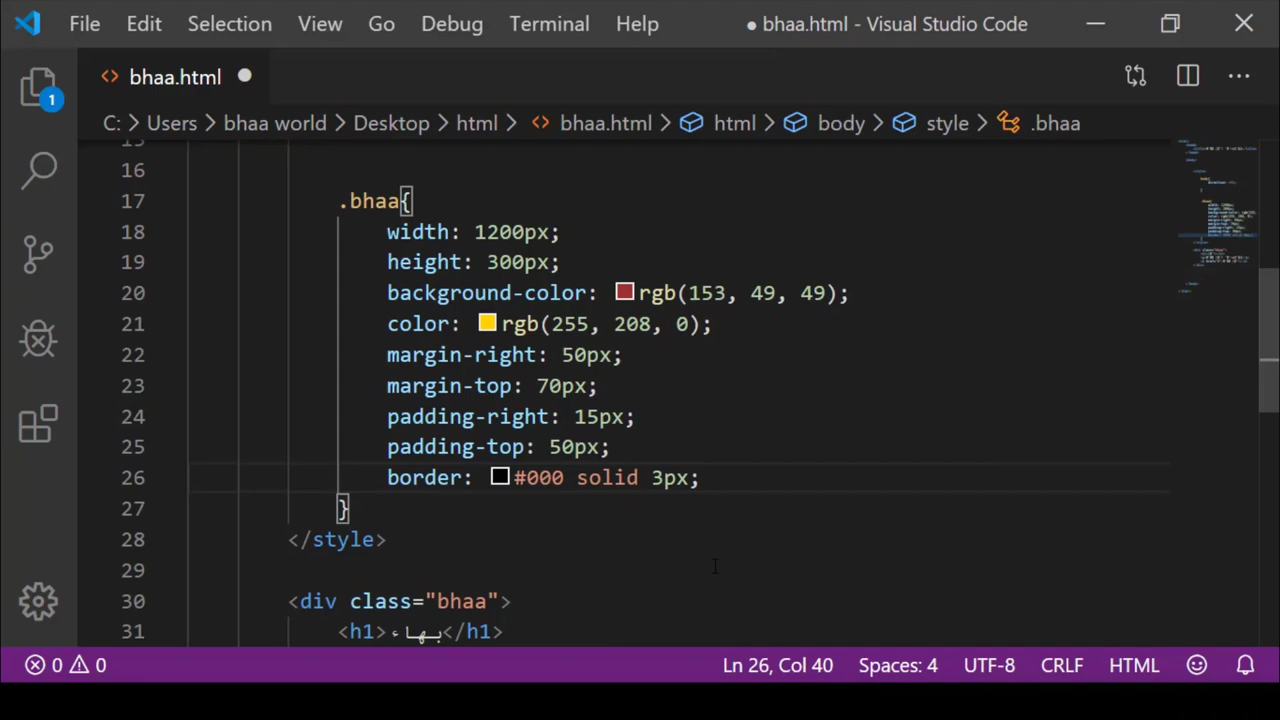 File Edit Selection View Go Debug Terminal Help ● bhaa.html - Visual Studio Code
bhaa.html
C: > Users > bhaa world > Desktop > html > bhaa.html > html > body > style > .bhaa
1
15
16
17 .bhaa{
18 width: 1200px;
19 height: 300px;
20 background-color: rgb(153, 49, 49);
21 color: rgb(255, 208, 0);
22 margin-right: 50px;
23 margin-top: 70px;
24 padding-right: 15px;
25 padding-top: 50px;
26 border: #000 solid 3px;
27 }
28 </style>
29
30 <div class="bhaa">
31 <h1>بهاء</h1>
0 0 Ln 26, Col 40 Spaces: 4 UTF-8 CRLF HTML